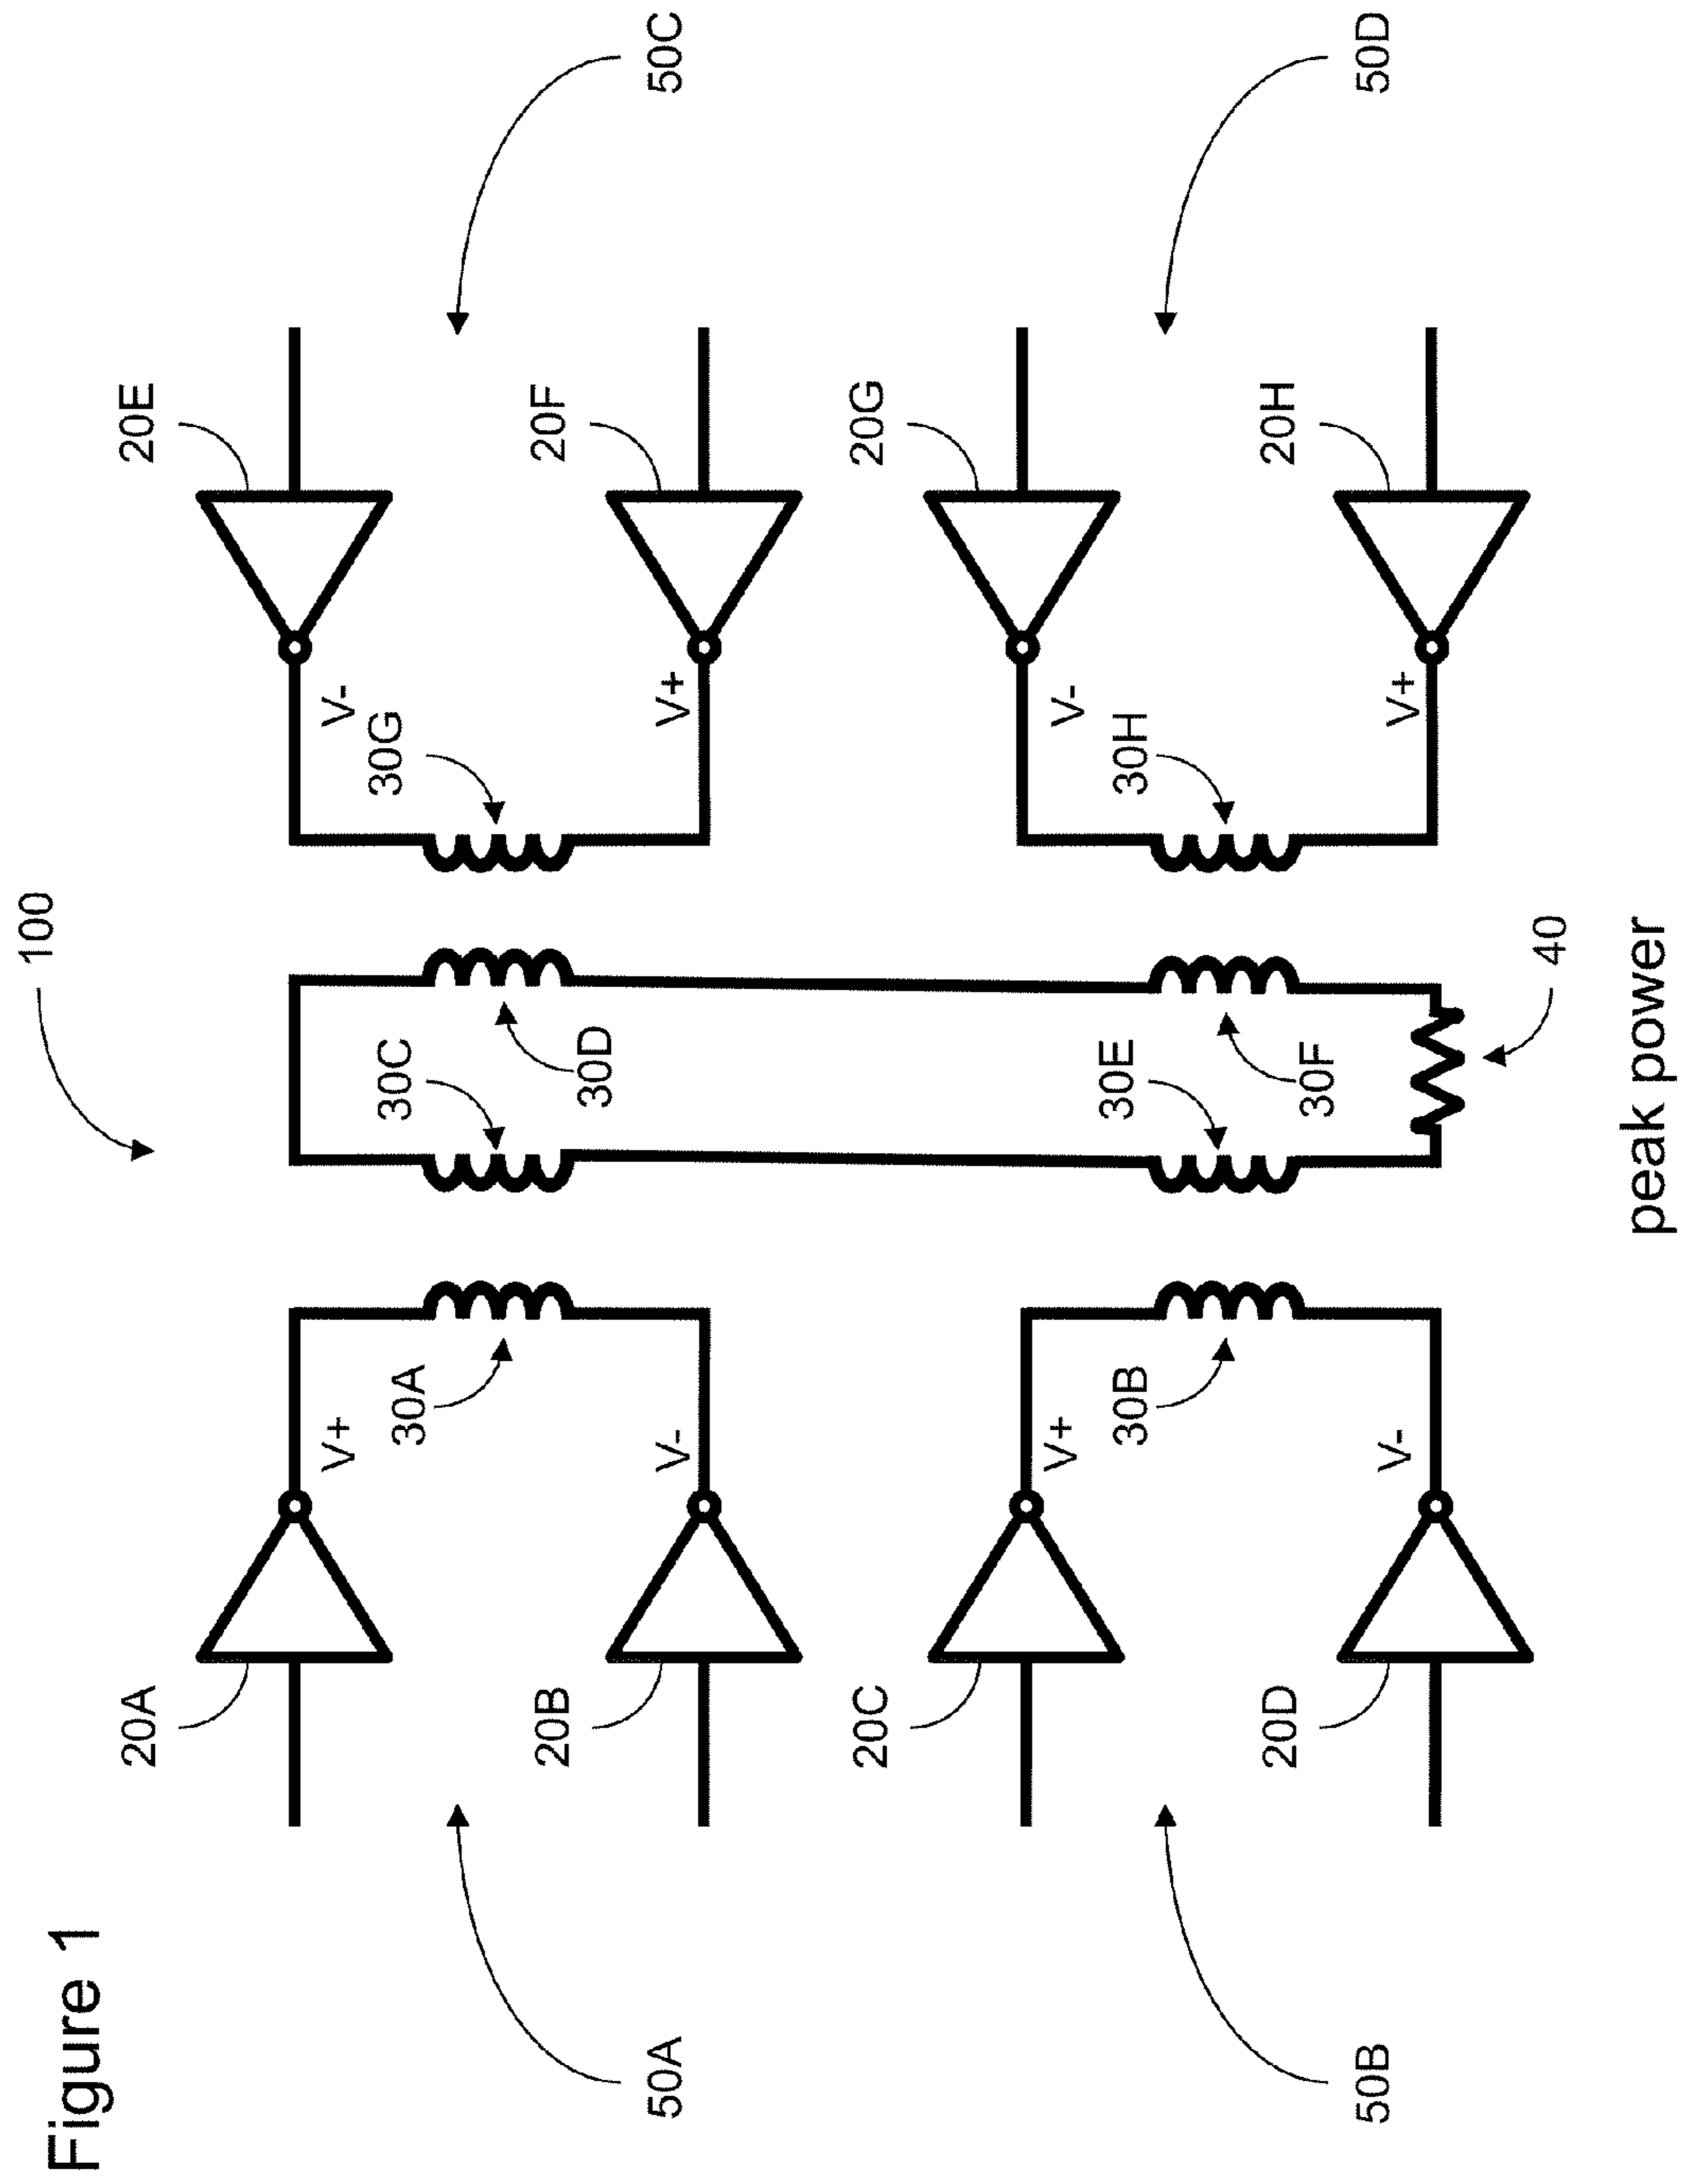 Figure 1
100
20A
20E
V+
V-
30A
30C
30D
30G
50A
50C
20B
20F
V-
V+
20C
20G
V+
V-
30B
30E
30F
30H
50B
50D
20D
20H
V-
V+
40
peak power